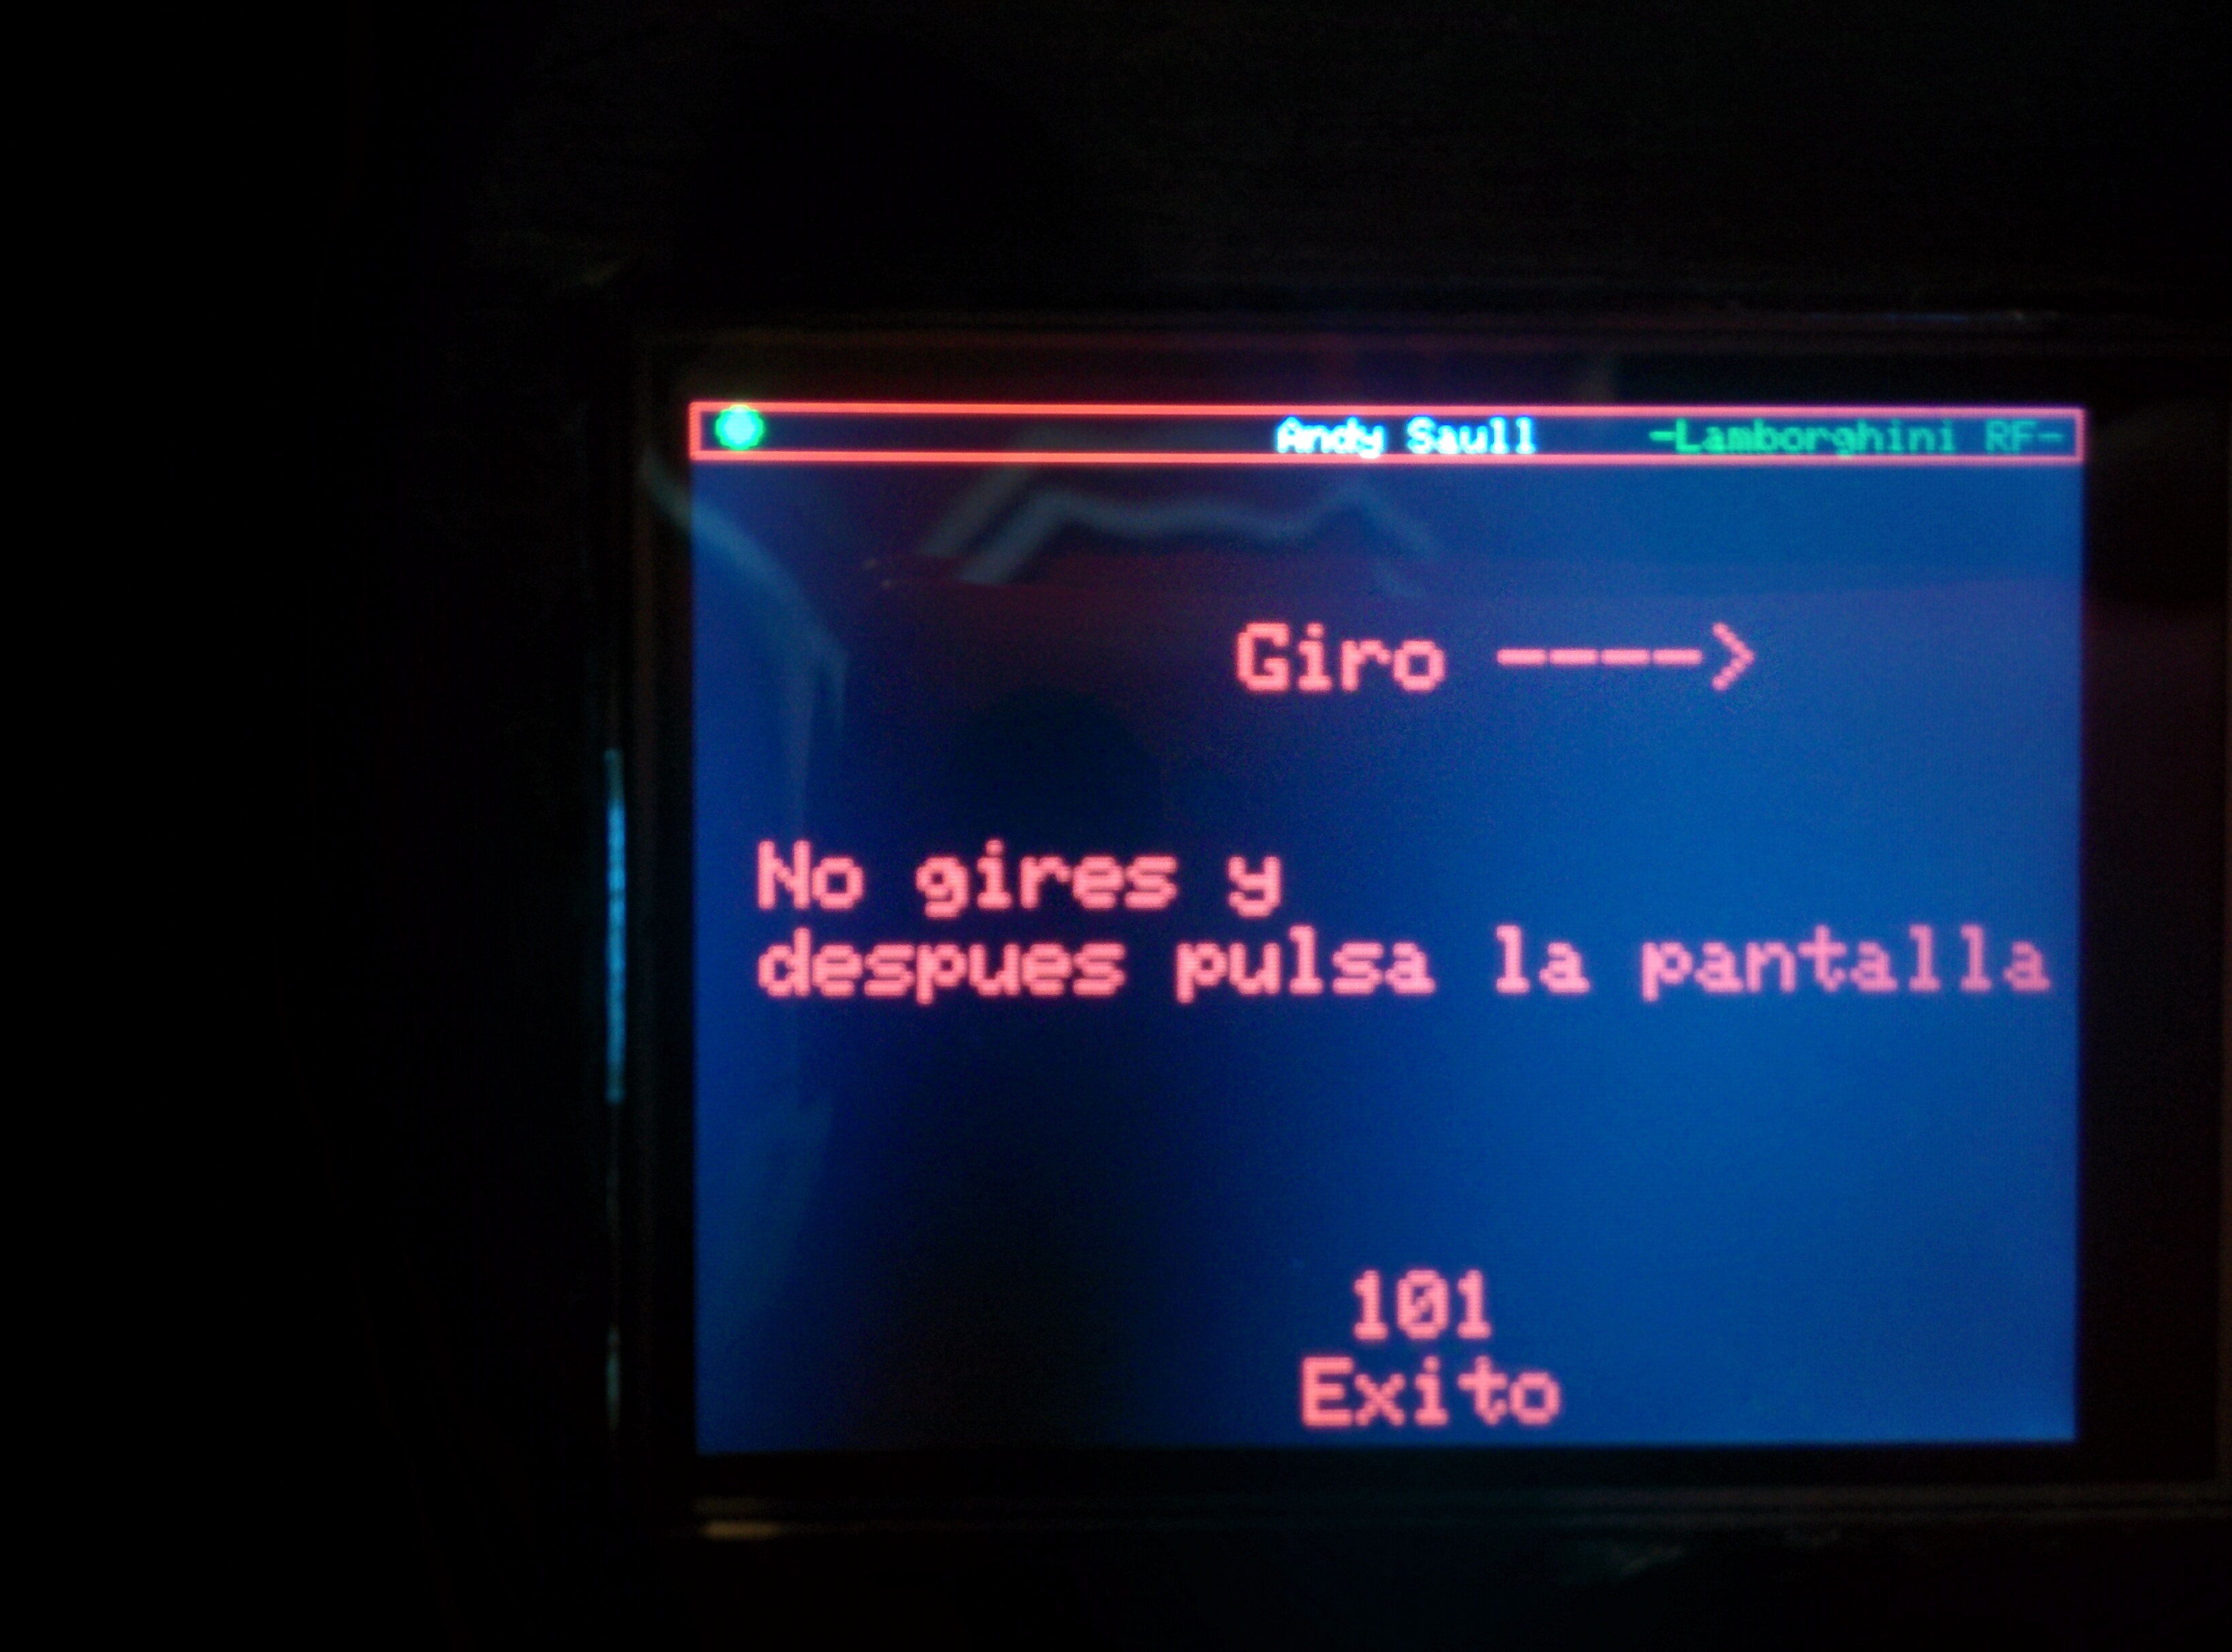 Andy Saull -Lamborghini RF-
Giro ---->
No gires y
despues pulsa la pantalla
101
Exito